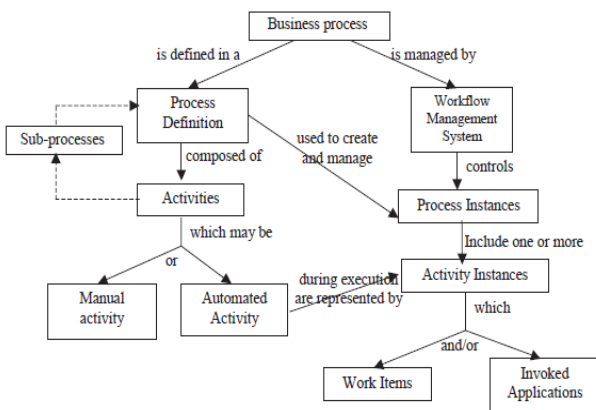 Business process
is defined in a
is managed by
Process
Definition
Workflow
Management
System
Sub-processes
used to create
and manage
composed of
controls
Activities
Process Instances
which may be
Include one or more
or
during execution
are represented by
Activity Instances
Manual
activity
Automated
Activity
which
and/or
Work Items
Invoked
Applications